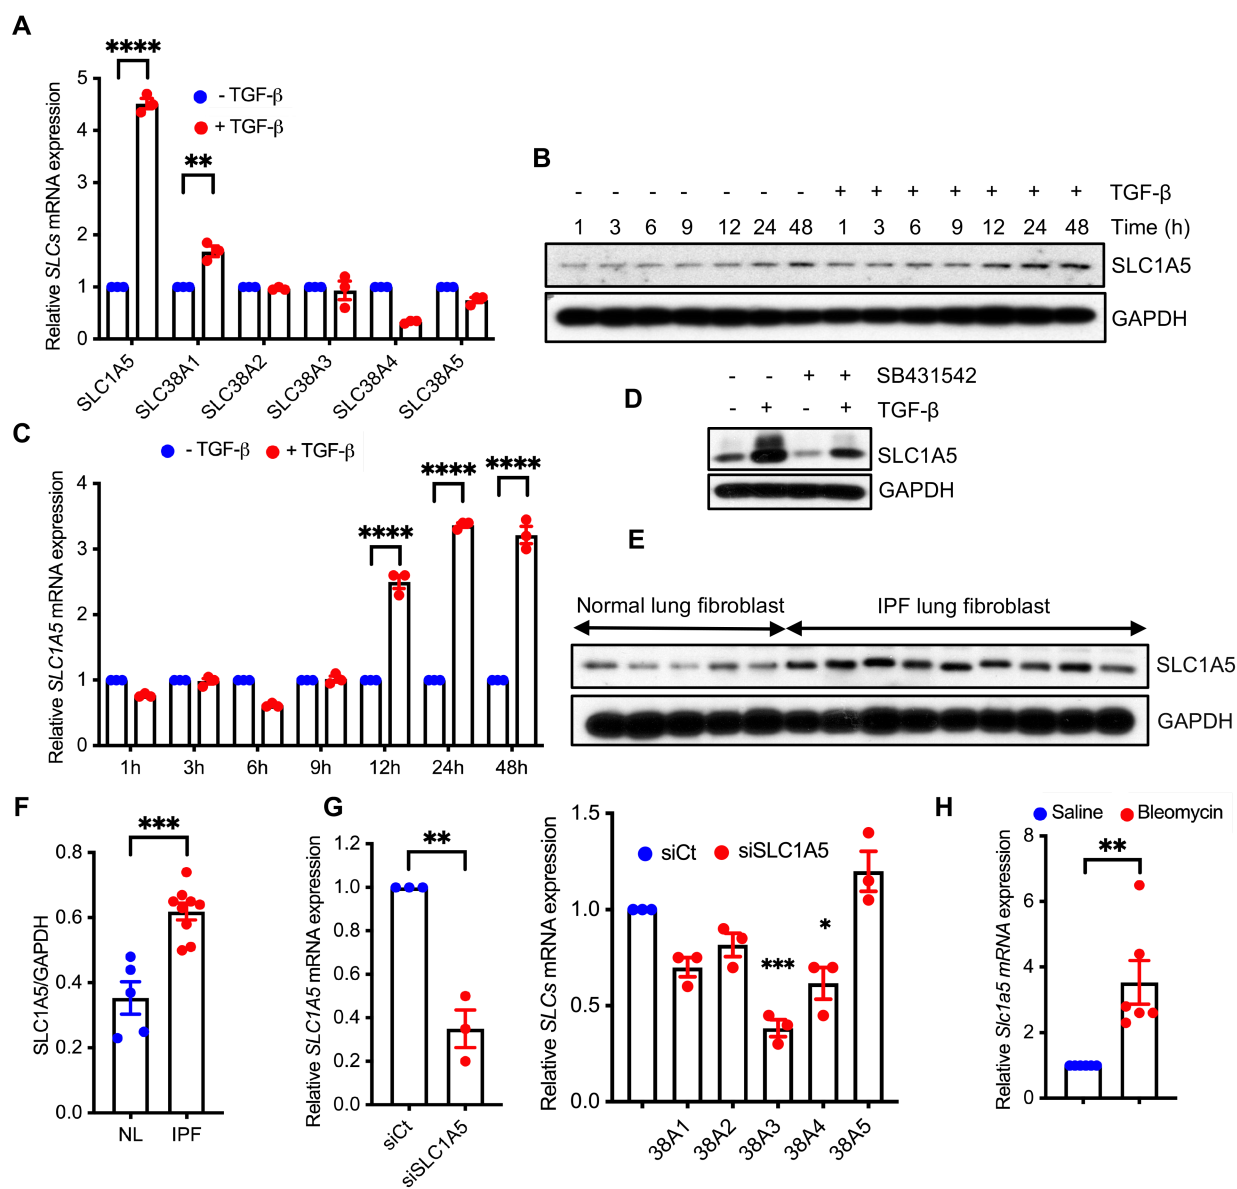 A
****
**
- TGF-β
+ TGF-β
Relative SLCs mRNA expression
5
4
3
2
1
0
SLC1A5
SLC38A1
SLC38A2
SLC38A3
SLC38A4
SLC38A5
B
- - - - - - - + + + + + + + TGF-β
1 3 6 9 12 24 48 1 3 6 9 12 24 48 Time (h)
SLC1A5
GAPDH
C
- TGF-β + TGF-β
****
****
****
Relative SLC1A5 mRNA expression
4
3
2
1
0
1h 3h 6h 9h 12h 24h 48h
D
- - + + SB431542
- + - + TGF-β
SLC1A5
GAPDH
E
Normal lung fibroblast IPF lung fibroblast
SLC1A5
GAPDH
F
***
SLC1A5/GAPDH
0.8
0.6
0.4
0.2
0.0
NL IPF
G
**
Relative SLC1A5 mRNA expression
1.2
1.0
0.8
0.6
0.4
0.2
0.0
siCt
siSLC1A5
siCt siSLC1A5
Relative SLCs mRNA expression
1.5
1.0
0.5
0.0
***
*
38A1
38A2
38A3
38A4
38A5
H
Saline Bleomycin
**
Relative Slc1a5 mRNA expression
8
6
4
2
0